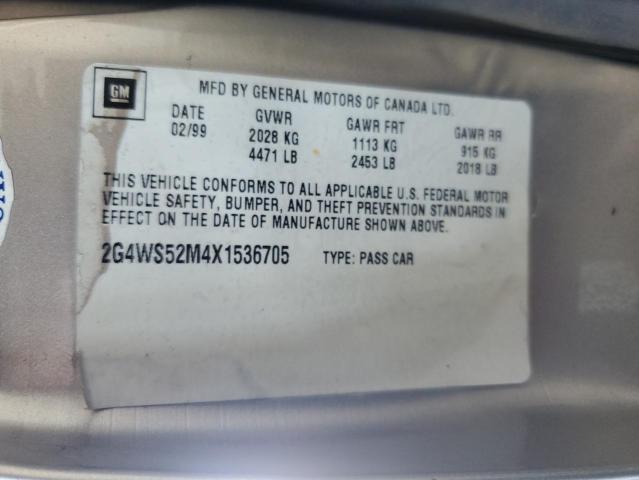 GM
MFD BY GENERAL MOTORS OF CANADA LTD.
DATE GVWR GAWR FRT GAWR RR
02/99 2028 KG 1113 KG 915 KG
4471 LB 2453 LB 2018 LB
THIS VEHICLE CONFORMS TO ALL APPLICABLE U.S. FEDERAL MOTOR
VEHICLE SAFETY, BUMPER, AND THEFT PREVENTION STANDARDS IN
EFFECT ON THE DATE OF MANUFACTURE SHOWN ABOVE.
2G4WS52M4X1536705 TYPE: PASS CAR